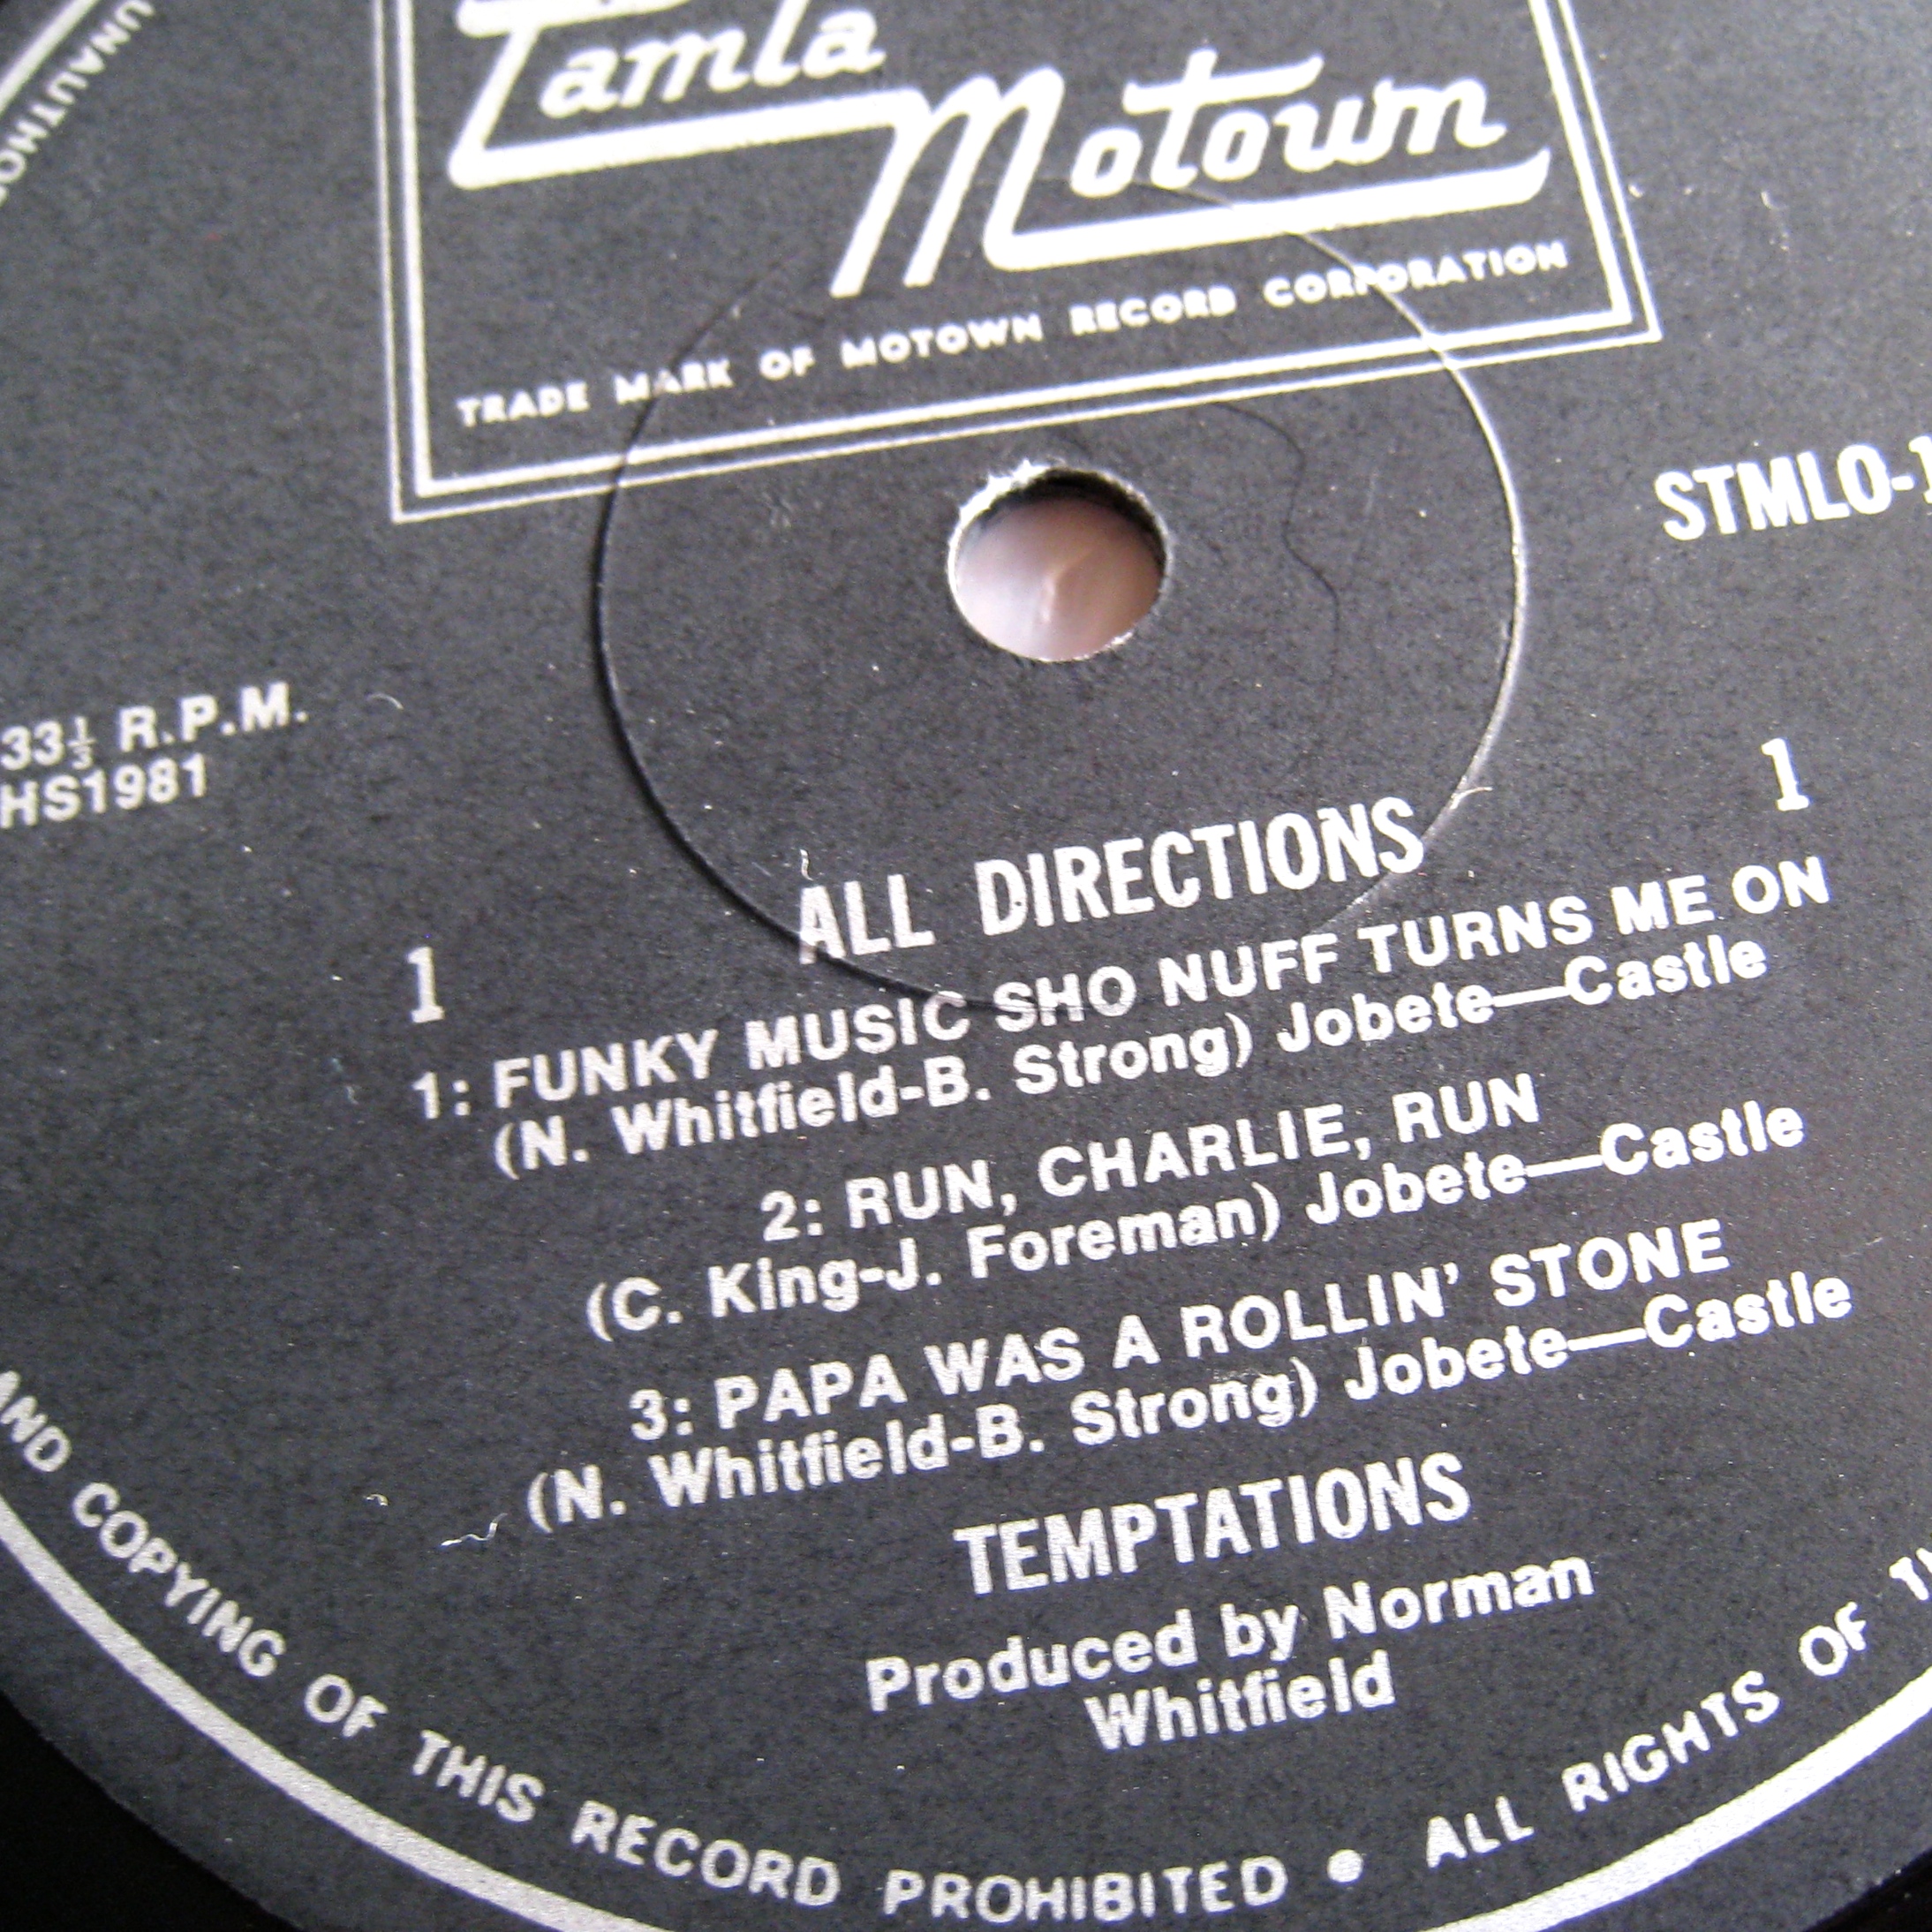 Tamla
Motown
TRADE MARK OF MOTOWN RECORD CORPORATION
STMLO-1
33⅓ R.P.M.
HS1981
1
ALL DIRECTIONS
1
1: FUNKY MUSIC SHO NUFF TURNS ME ON
(N. Whitfield-B. Strong) Jobete—Castle
2: RUN, CHARLIE, RUN
(C. King-J. Foreman) Jobete—Castle
3: PAPA WAS A ROLLIN' STONE
(N. Whitfield-B. Strong) Jobete—Castle
TEMPTATIONS
Produced by Norman
Whitfield
AND COPYING OF THIS RECORD PROHIBITED • ALL RIGHTS OF